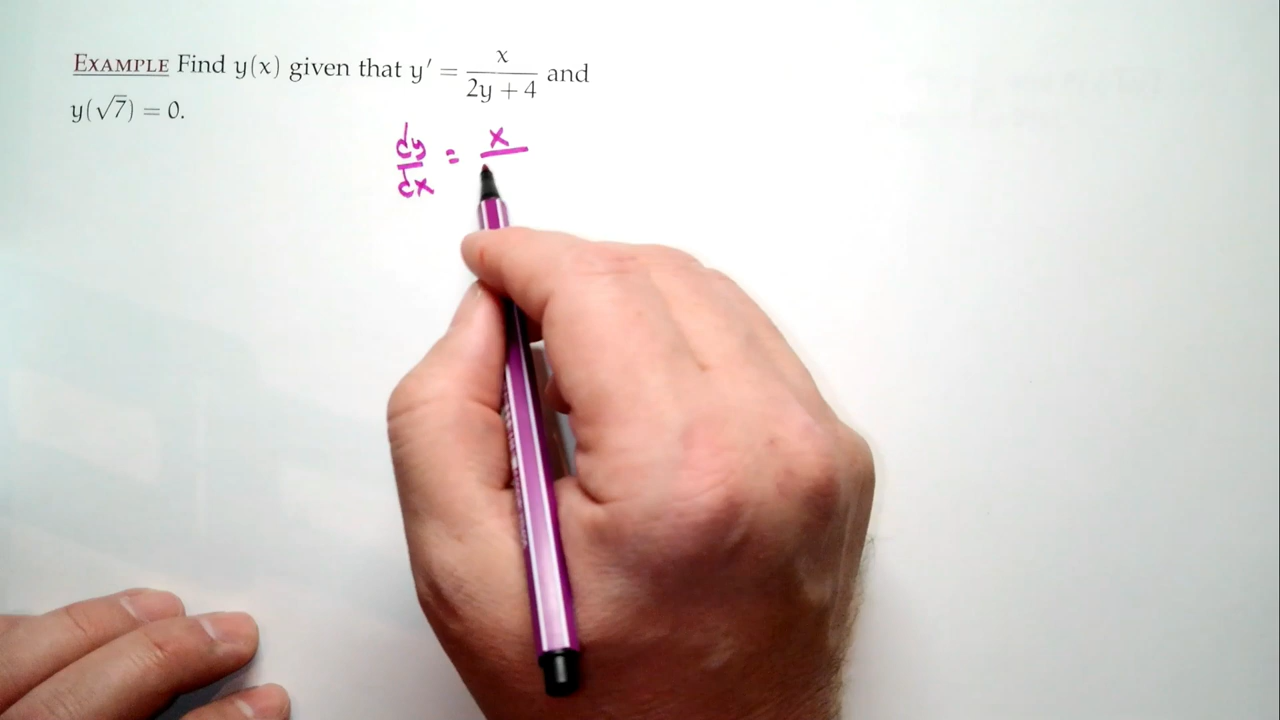 EXAMPLE Find y(x) given that y′ = x / (2y + 4) and
y(√7) = 0.
dy/dx = x